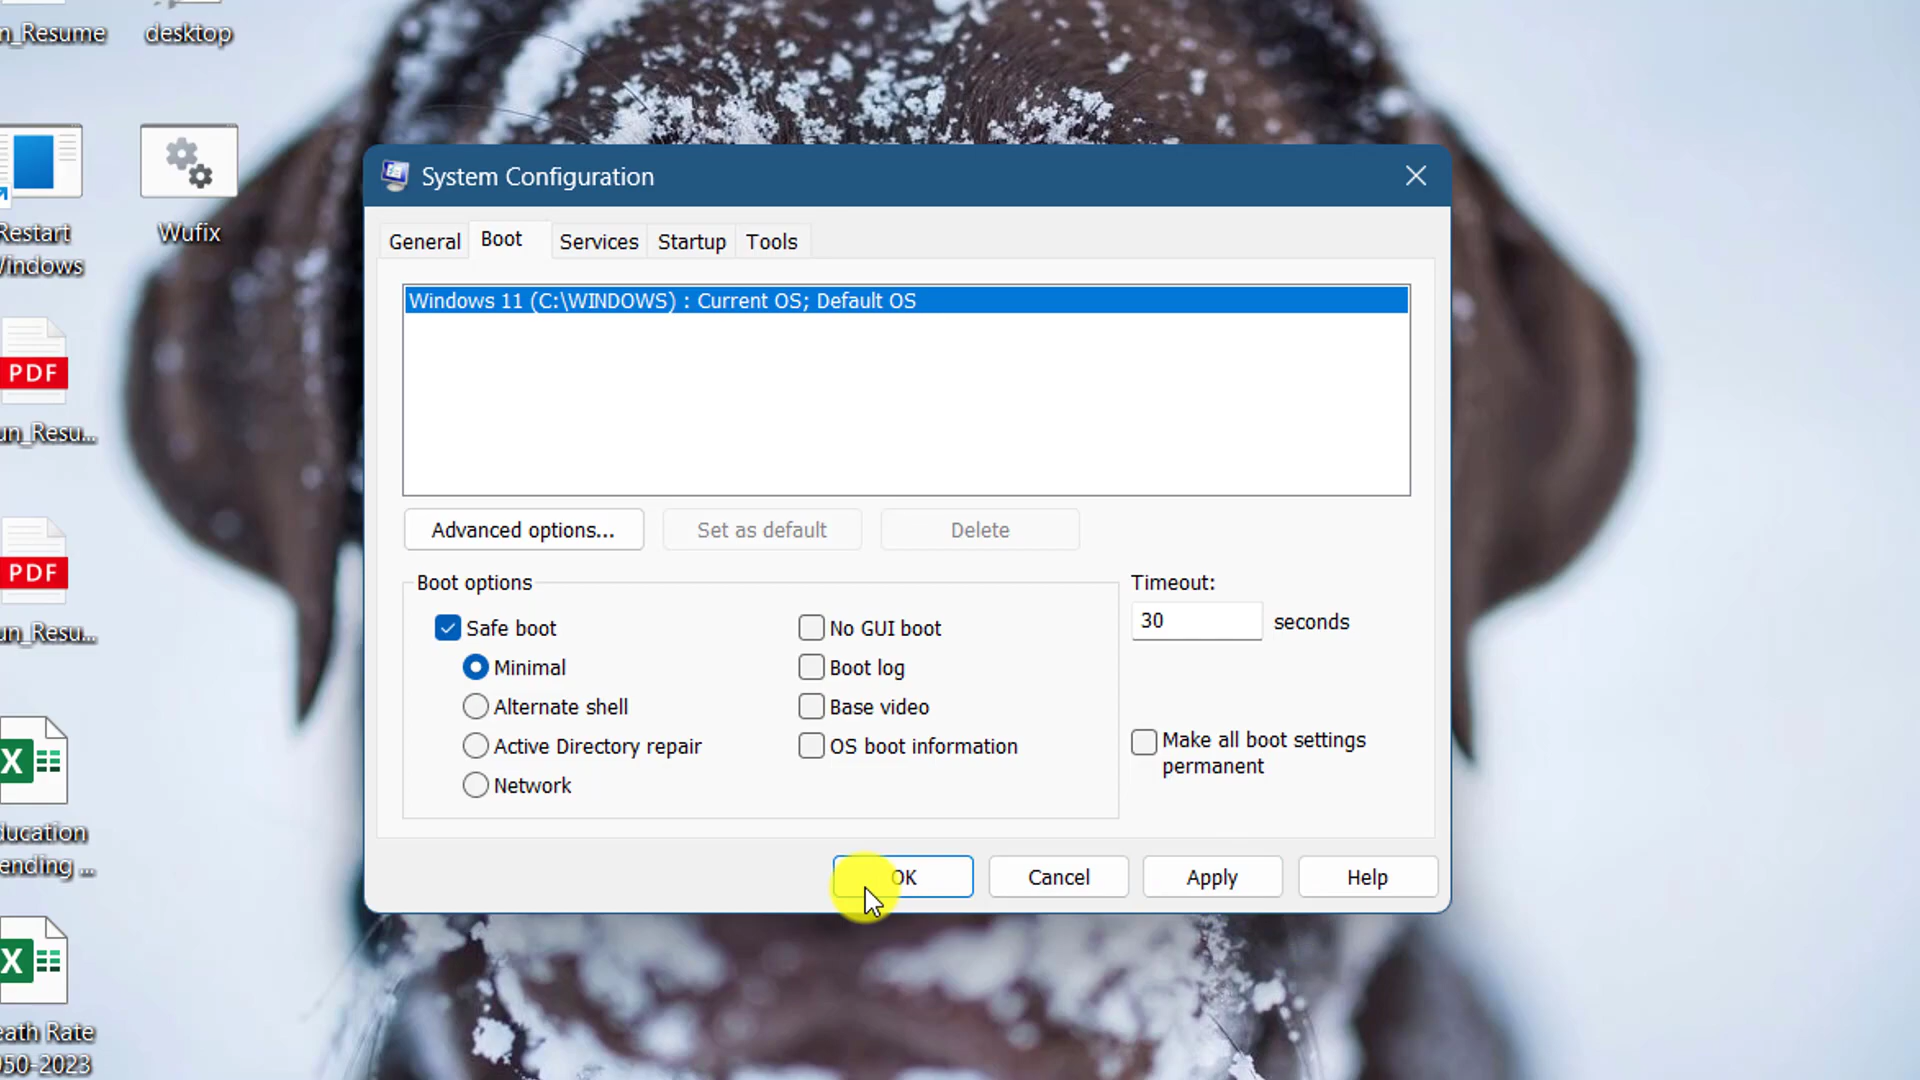 n_Resume
desktop
Restart
Windows
Wufix
PDF
un_Resu...
PDF
un_Resu...
X
ducation
ending ...
X
eath Rate
950-2023
System Configuration
General
Boot
Services
Startup
Tools
Windows 11 (C:\WINDOWS) : Current OS; Default OS
Advanced options...
Set as default
Delete
Boot options
Safe boot
Minimal
Alternate shell
Active Directory repair
Network
No GUI boot
Boot log
Base video
OS boot information
Timeout:
30
seconds
Make all boot settings
permanent
OK
Cancel
Apply
Help